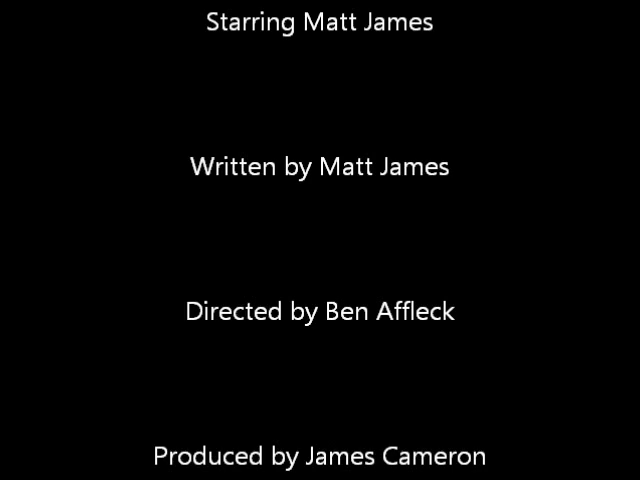 Starring Matt James
Written by Matt James
Directed by Ben Affleck
Produced by James Cameron